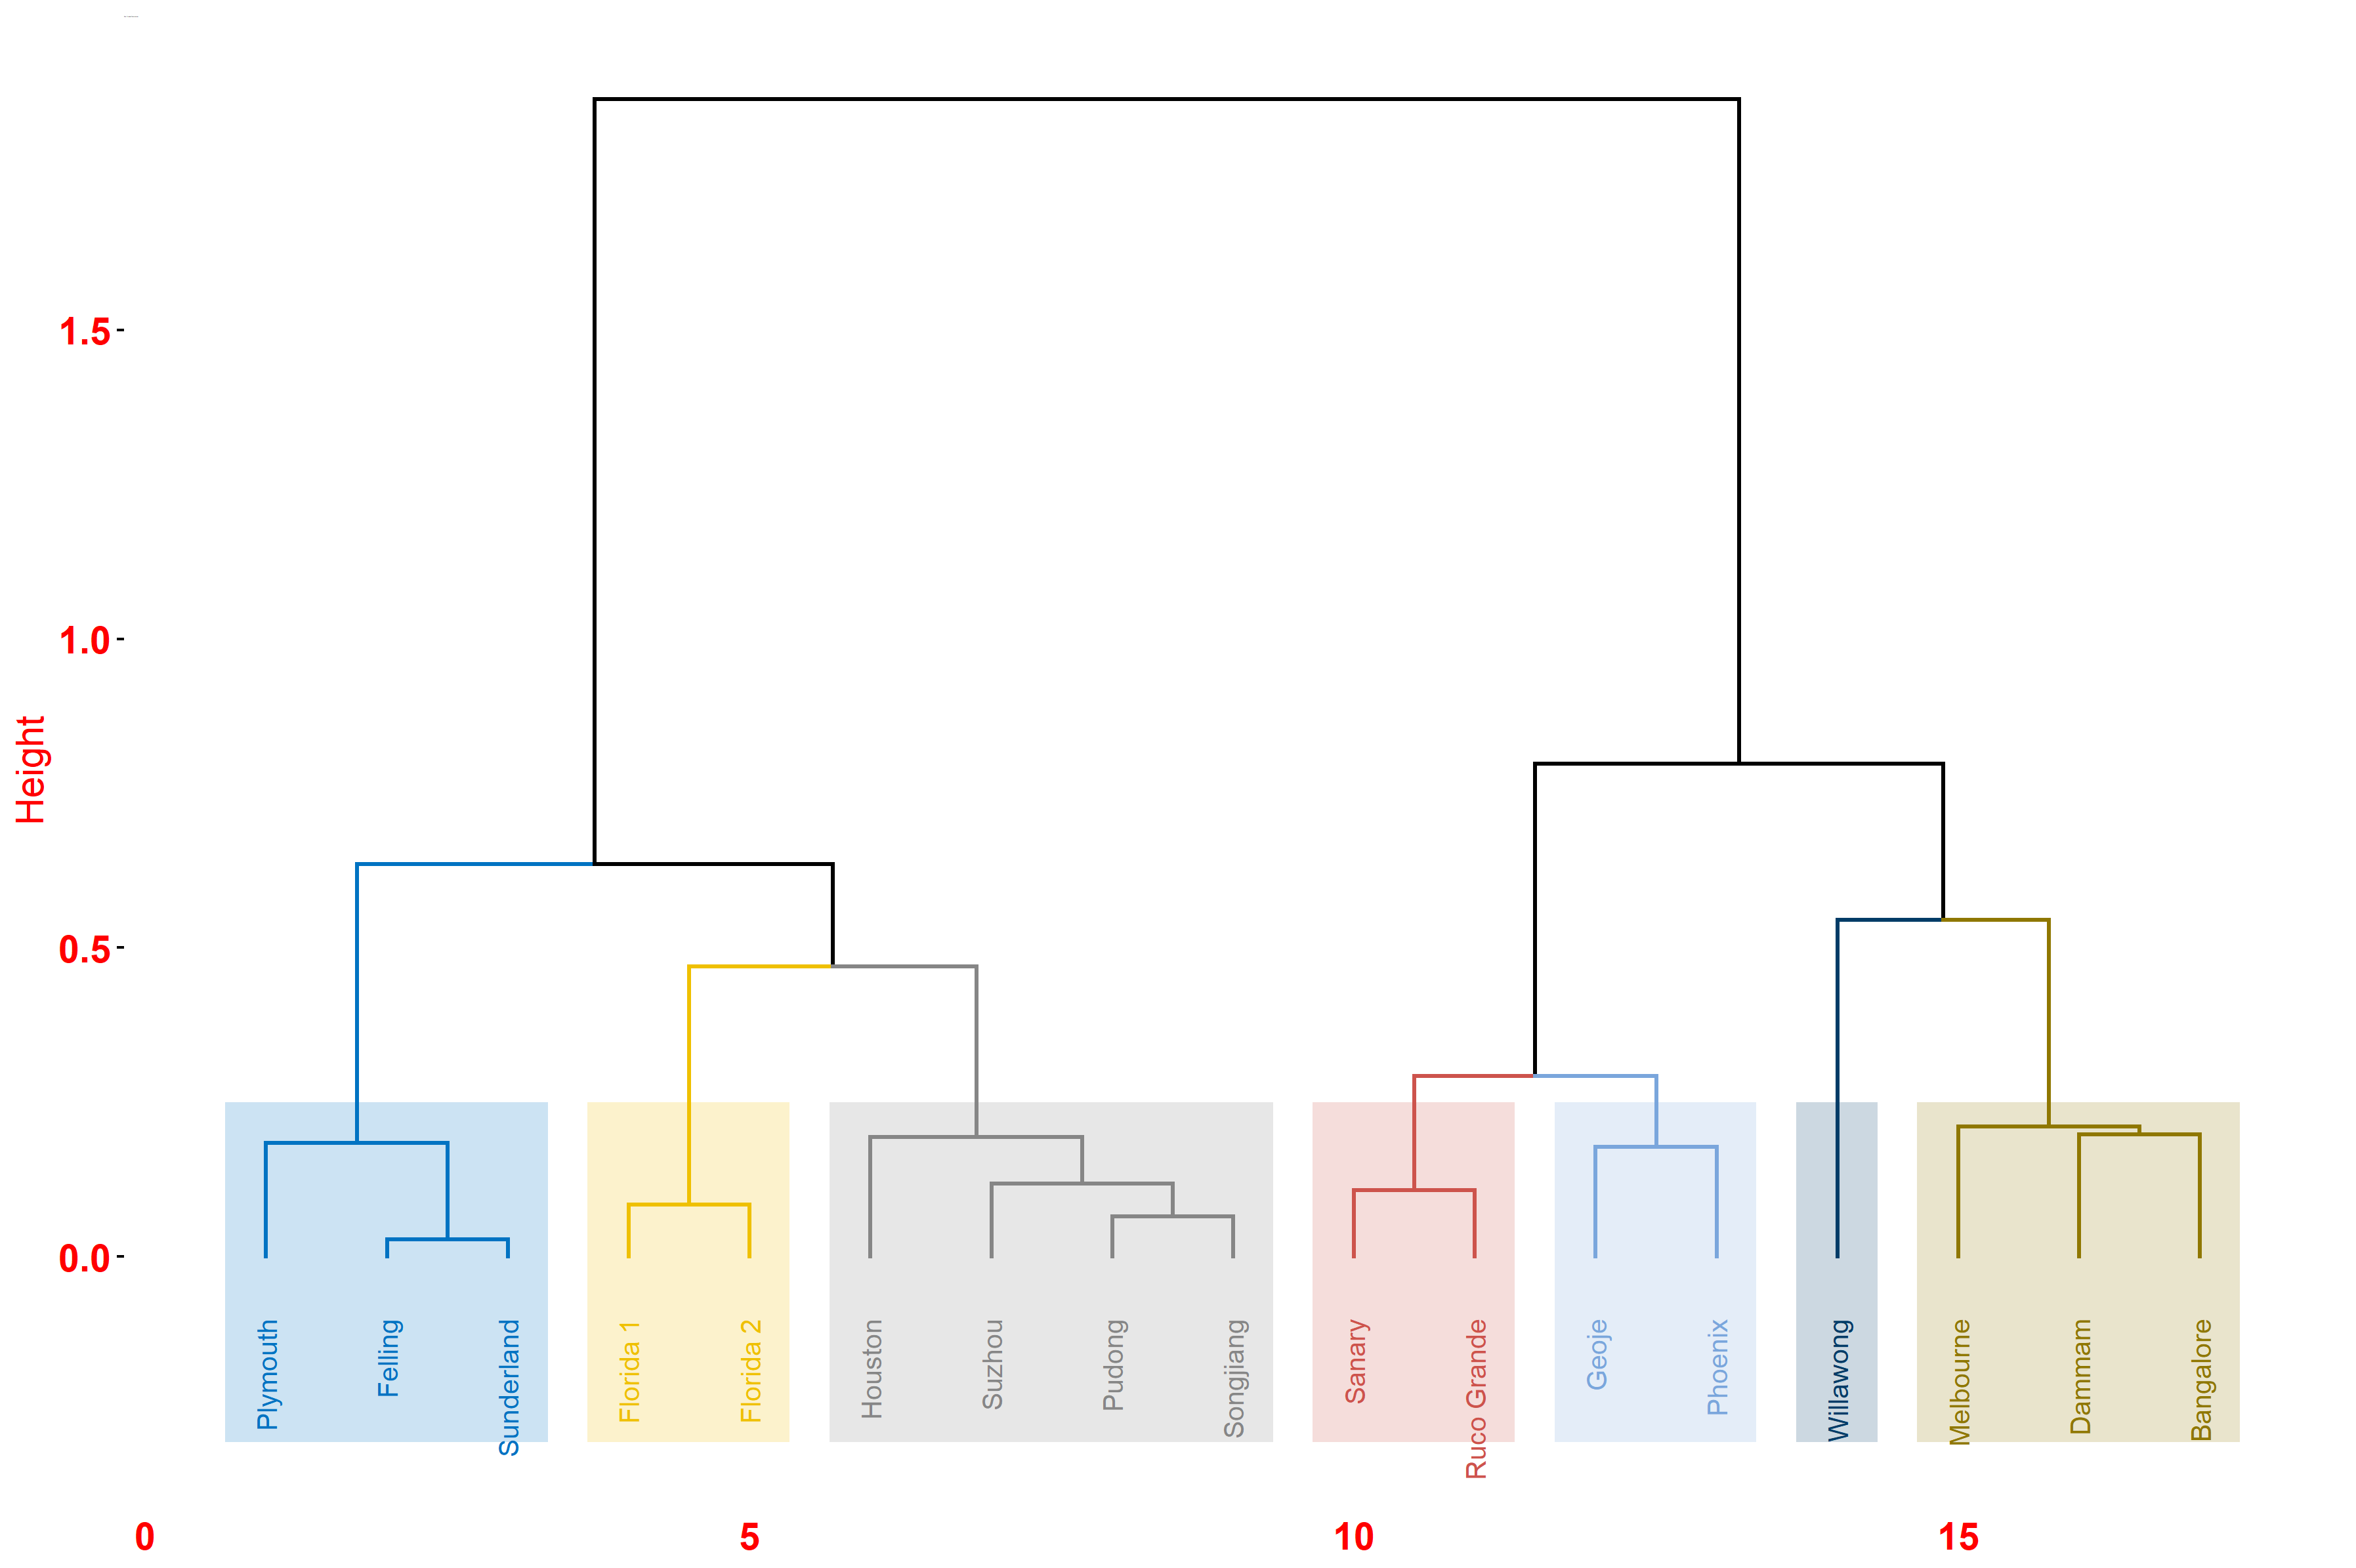 1.5
1.0
0.5
0.0
Height
Plymouth
Felling
Sunderland
Florida 1
Florida 2
Houston
Suzhou
Pudong
Songjiang
Sanary
Ruco Grande
Geoje
Phoenix
Willawong
Melbourne
Dammam
Bangalore
0 5 10 15